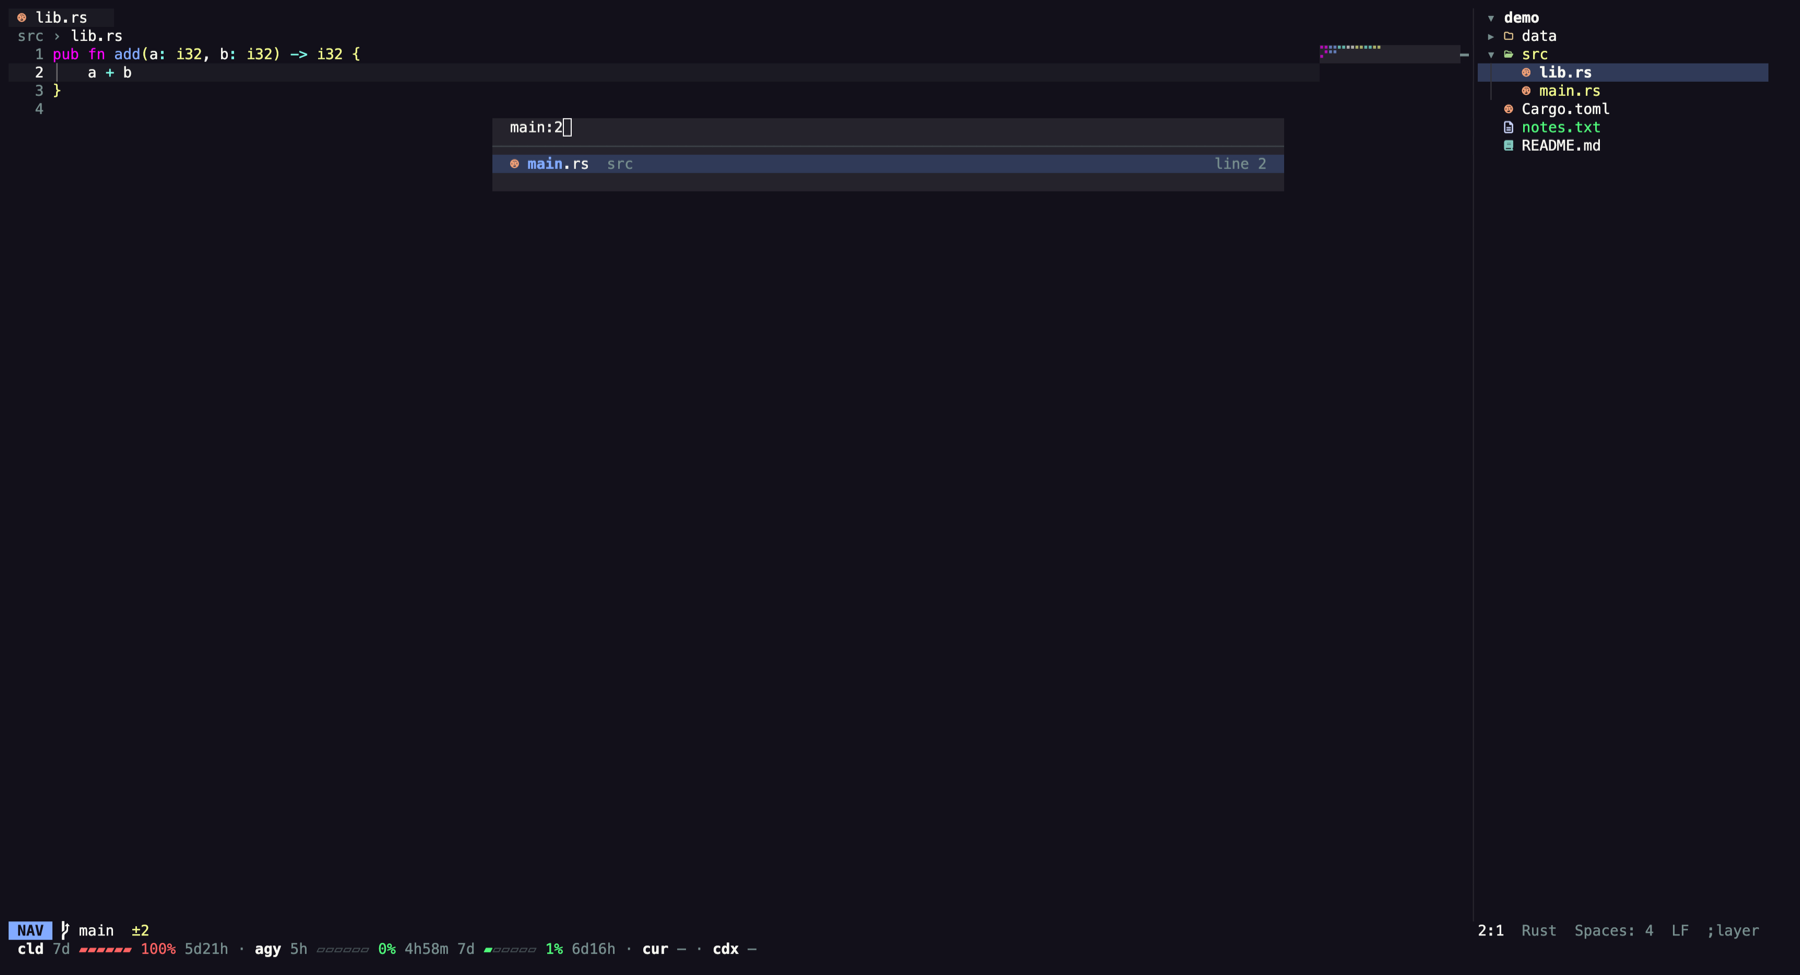 lib.rs
src › lib.rs
1 pub fn add(a: i32, b: i32) -> i32 {
2     a + b
3 }
4
main:2
main.rs src line 2
demo
data
src
lib.rs
main.rs
Cargo.toml
notes.txt
README.md
NAV main ±2 2:1 Rust Spaces: 4 LF ;layer
cld 7d 100% 5d21h · agy 5h 0% 4h58m 7d 1% 6d16h · cur — · cdx —